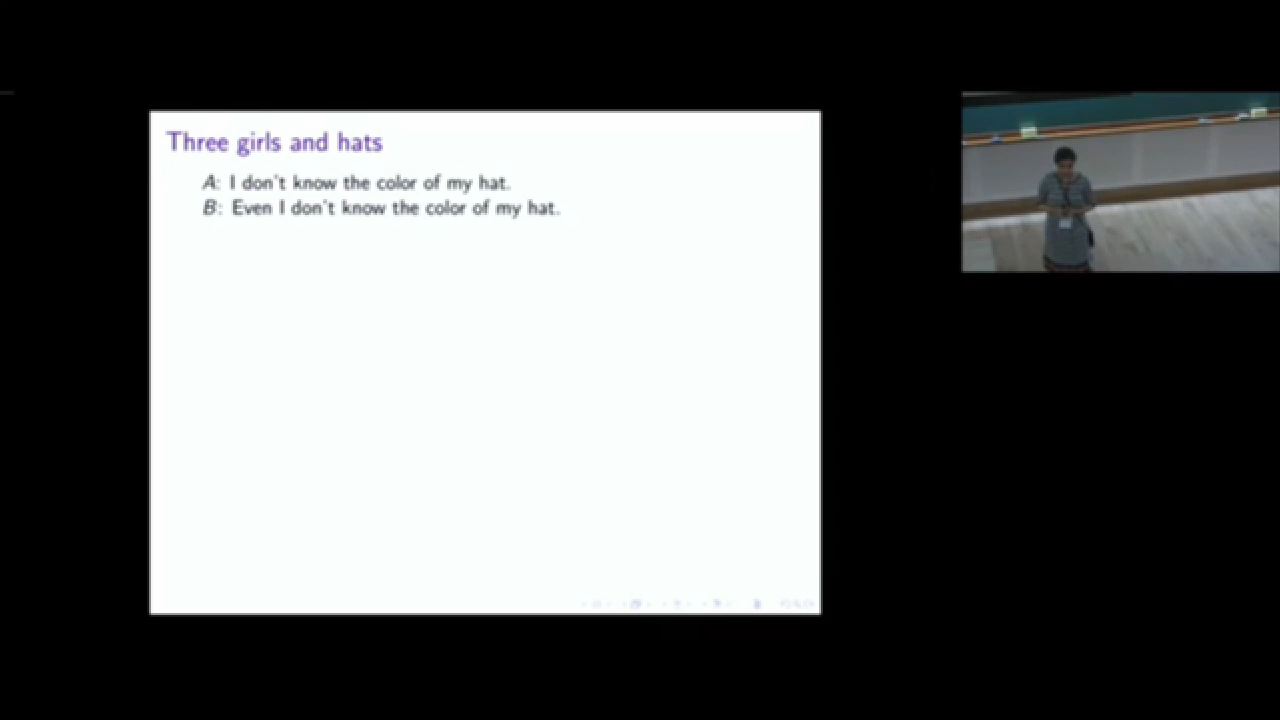 Three girls and hats
A: I don't know the color of my hat.
B: Even I don't know the color of my hat.